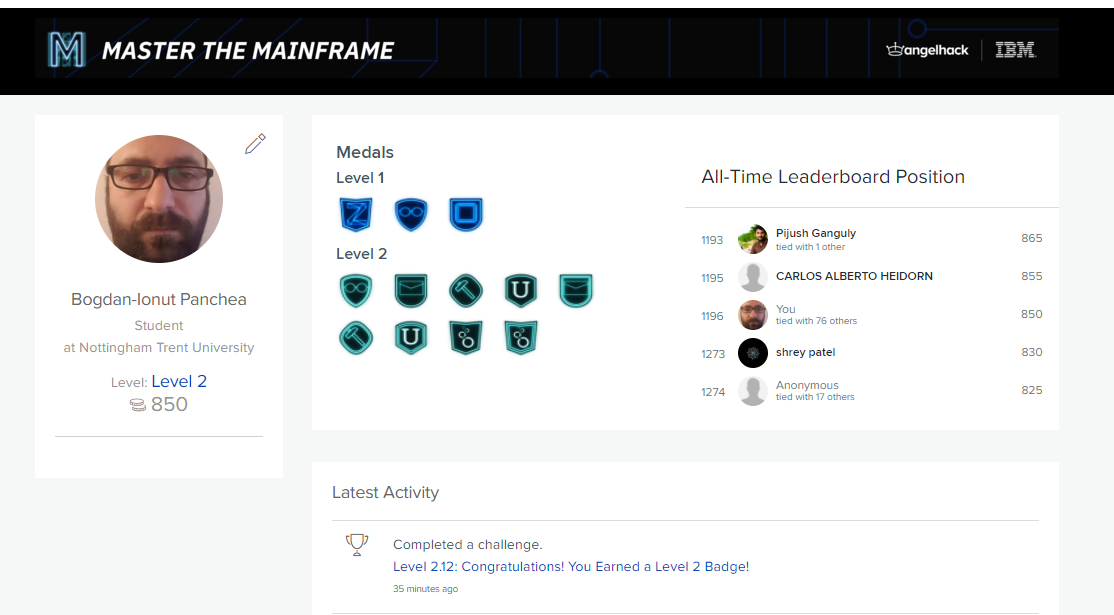 MASTER THE MAINFRAME
angelhack
IBM
Bogdan-Ionut Panchea
Student
at Nottingham Trent University
Level: Level 2
850
Medals
Level 1
Level 2
U
U
All-Time Leaderboard Position
1193 Pijush Ganguly 865
tied with 1 other
1195 CARLOS ALBERTO HEIDORN 855
1196 You 850
tied with 76 others
1273 shrey patel 830
1274 Anonymous 825
tied with 17 others
Latest Activity
Completed a challenge.
Level 2.12: Congratulations! You Earned a Level 2 Badge!
35 minutes ago